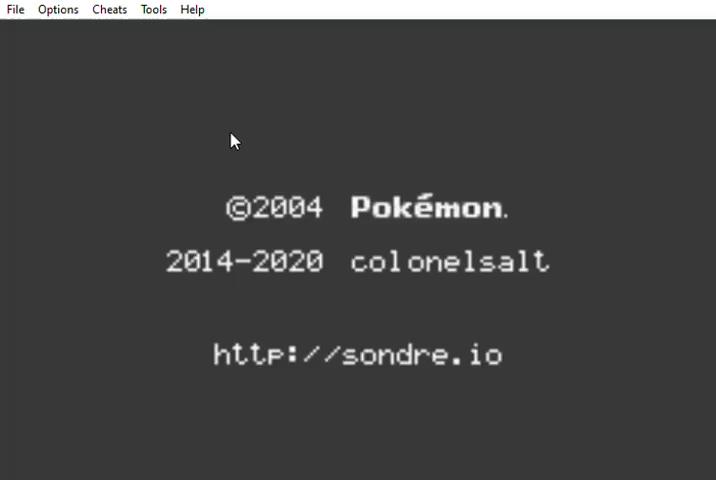 File Options Cheats Tools Help
©2004 Pokémon.
2014-2020 colonelsalt
http://sondre.io